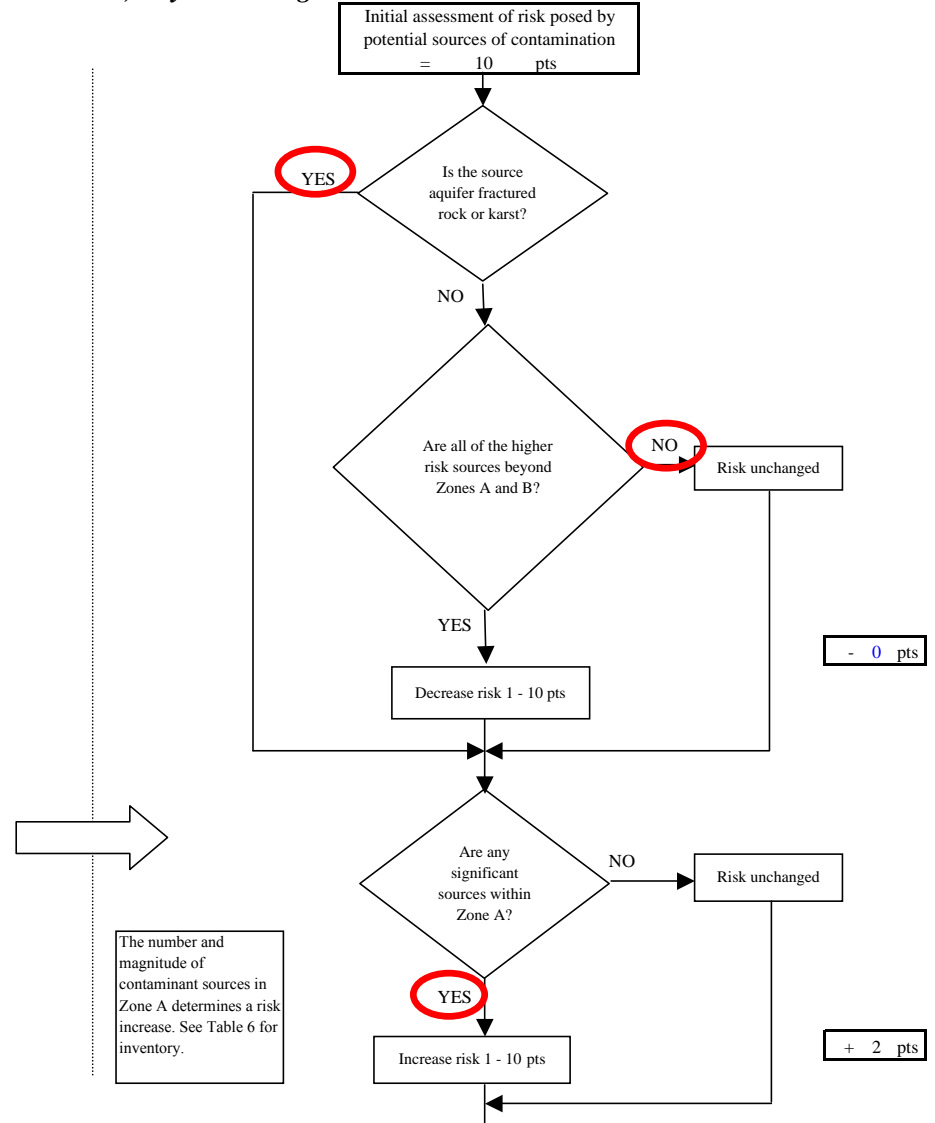 Initial assessment of risk posed by
potential sources of contamination
= 10 pts
YES
Is the source
aquifer fractured
rock or karst?
NO
Are all of the higher
risk sources beyond
Zones A and B?
NO
Risk unchanged
YES
- 0 pts
Decrease risk 1 - 10 pts
Are any
significant
sources within
Zone A?
NO
Risk unchanged
The number and
magnitude of
contaminant sources in
Zone A determines a risk
increase. See Table 6 for
inventory.
YES
Increase risk 1 - 10 pts
+ 2 pts